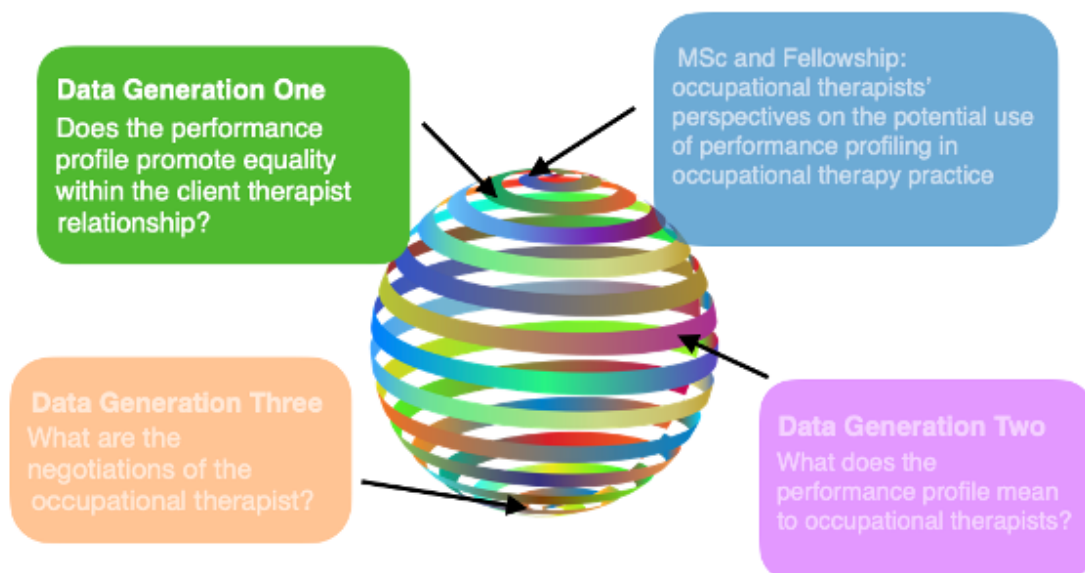 Data Generation One
Does the performance
profile promote equality
within the client therapist
relationship?
MSc and Fellowship:
occupational therapists’
perspectives on the potential use
of performance profiling in
occupational therapy practice
Data Generation Three
What are the
negotiations of the
occupational therapist?
Data Generation Two
What does the
performance profile mean
to occupational therapists?